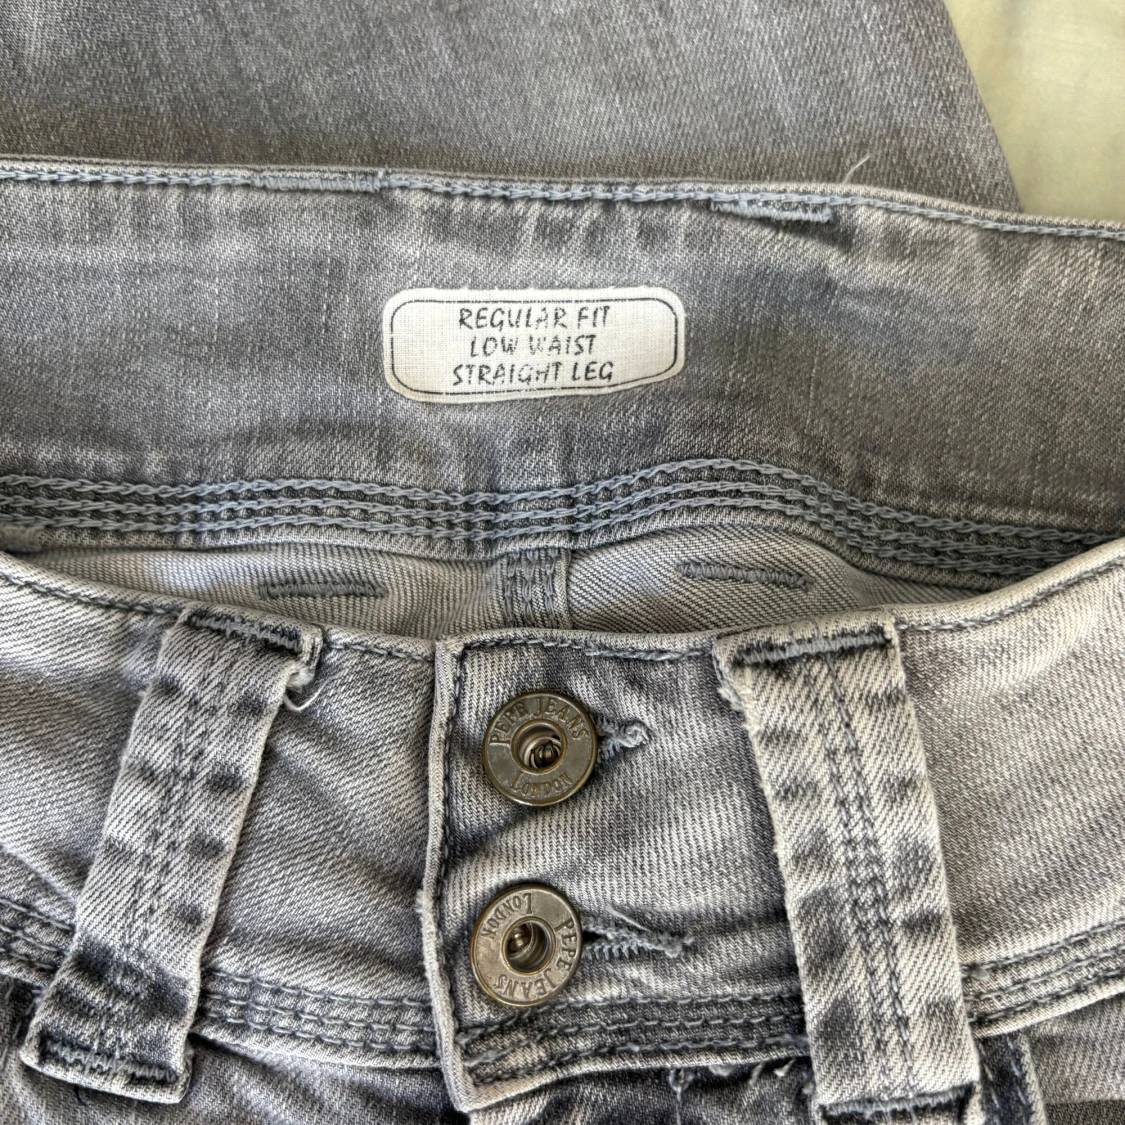 REGULAR FIT
LOW WAIST
STRAIGHT LEG
PEPE JEANS
LONDON
PEPE JEANS
LONDON